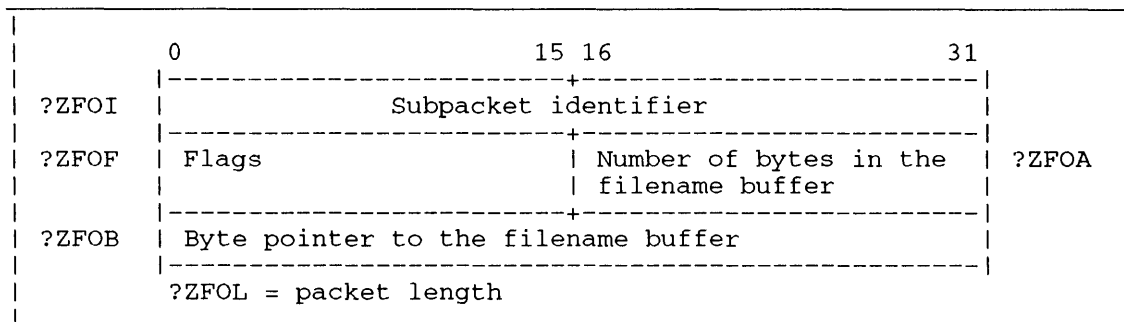 0 15 16 31
?ZFOI Subpacket identifier
?ZFOF Flags Number of bytes in the ?ZFOA
filename buffer
?ZFOB Byte pointer to the filename buffer
?ZFOL = packet length